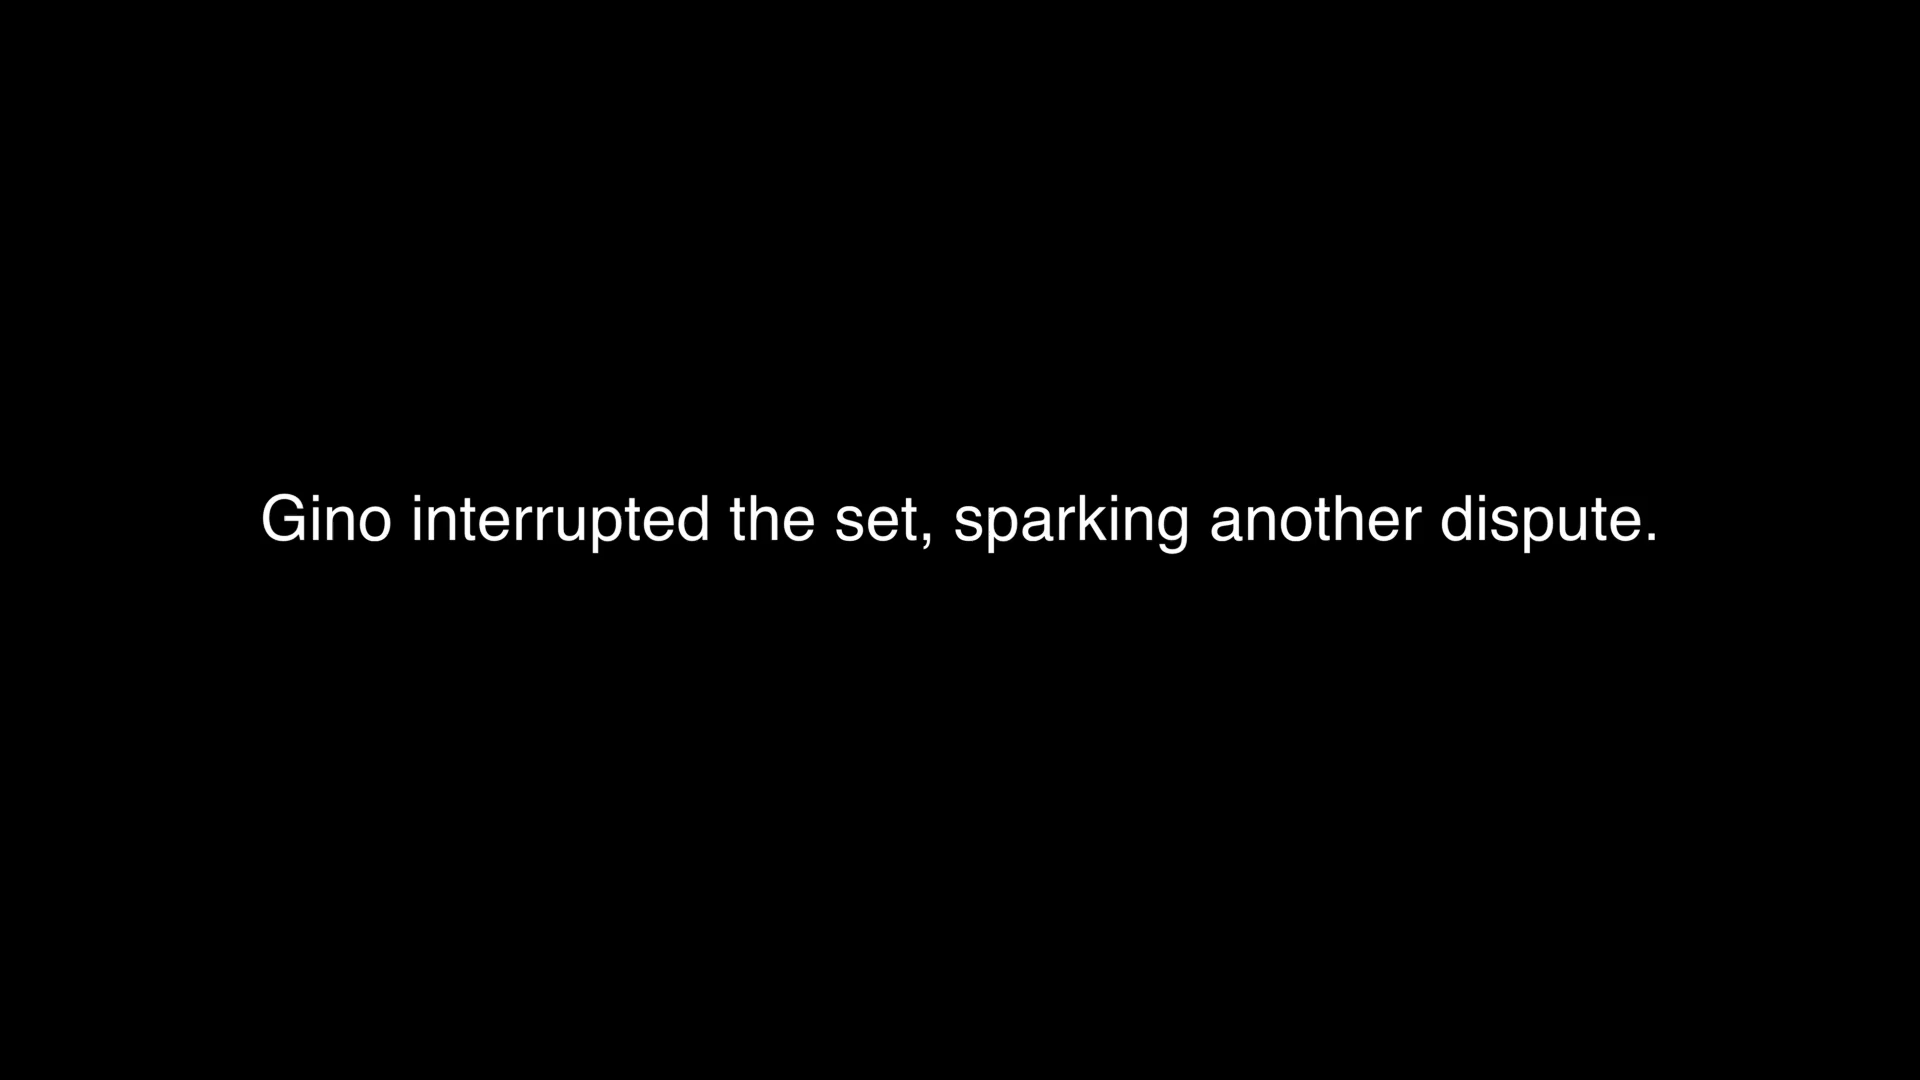 Gino interrupted the set, sparking another dispute.